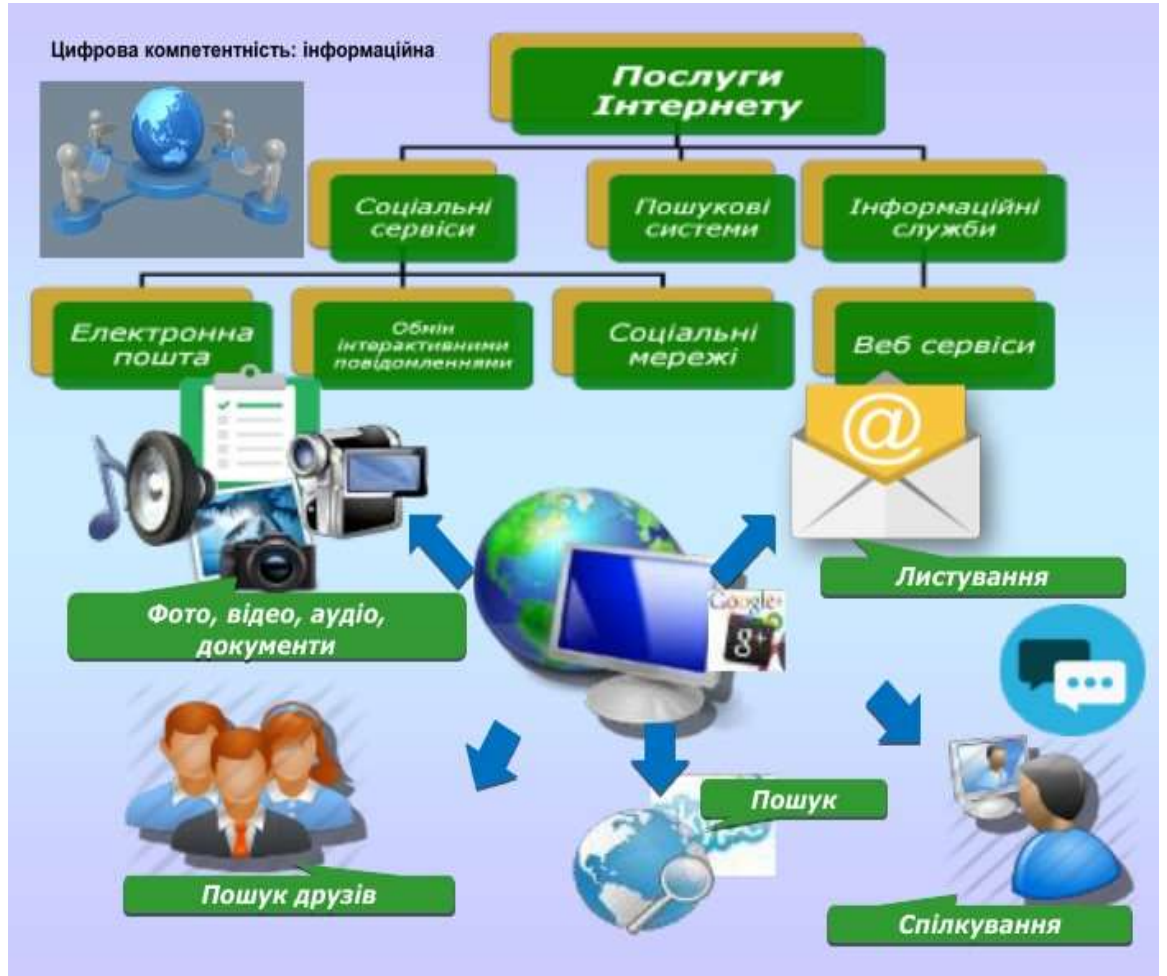 Цифрова компетентність: інформаційна
Послуги
Інтернету
Соціальні
сервіси
Пошукові
системи
Інформаційні
служби
Електронна
пошта
Обмін
інтерактивними
повідомленнями
Соціальні
мережі
Веб сервіси
@
Листування
Фото, відео, аудіо,
документи
Google+
g+
Пошук
Пошук друзів
Спілкування